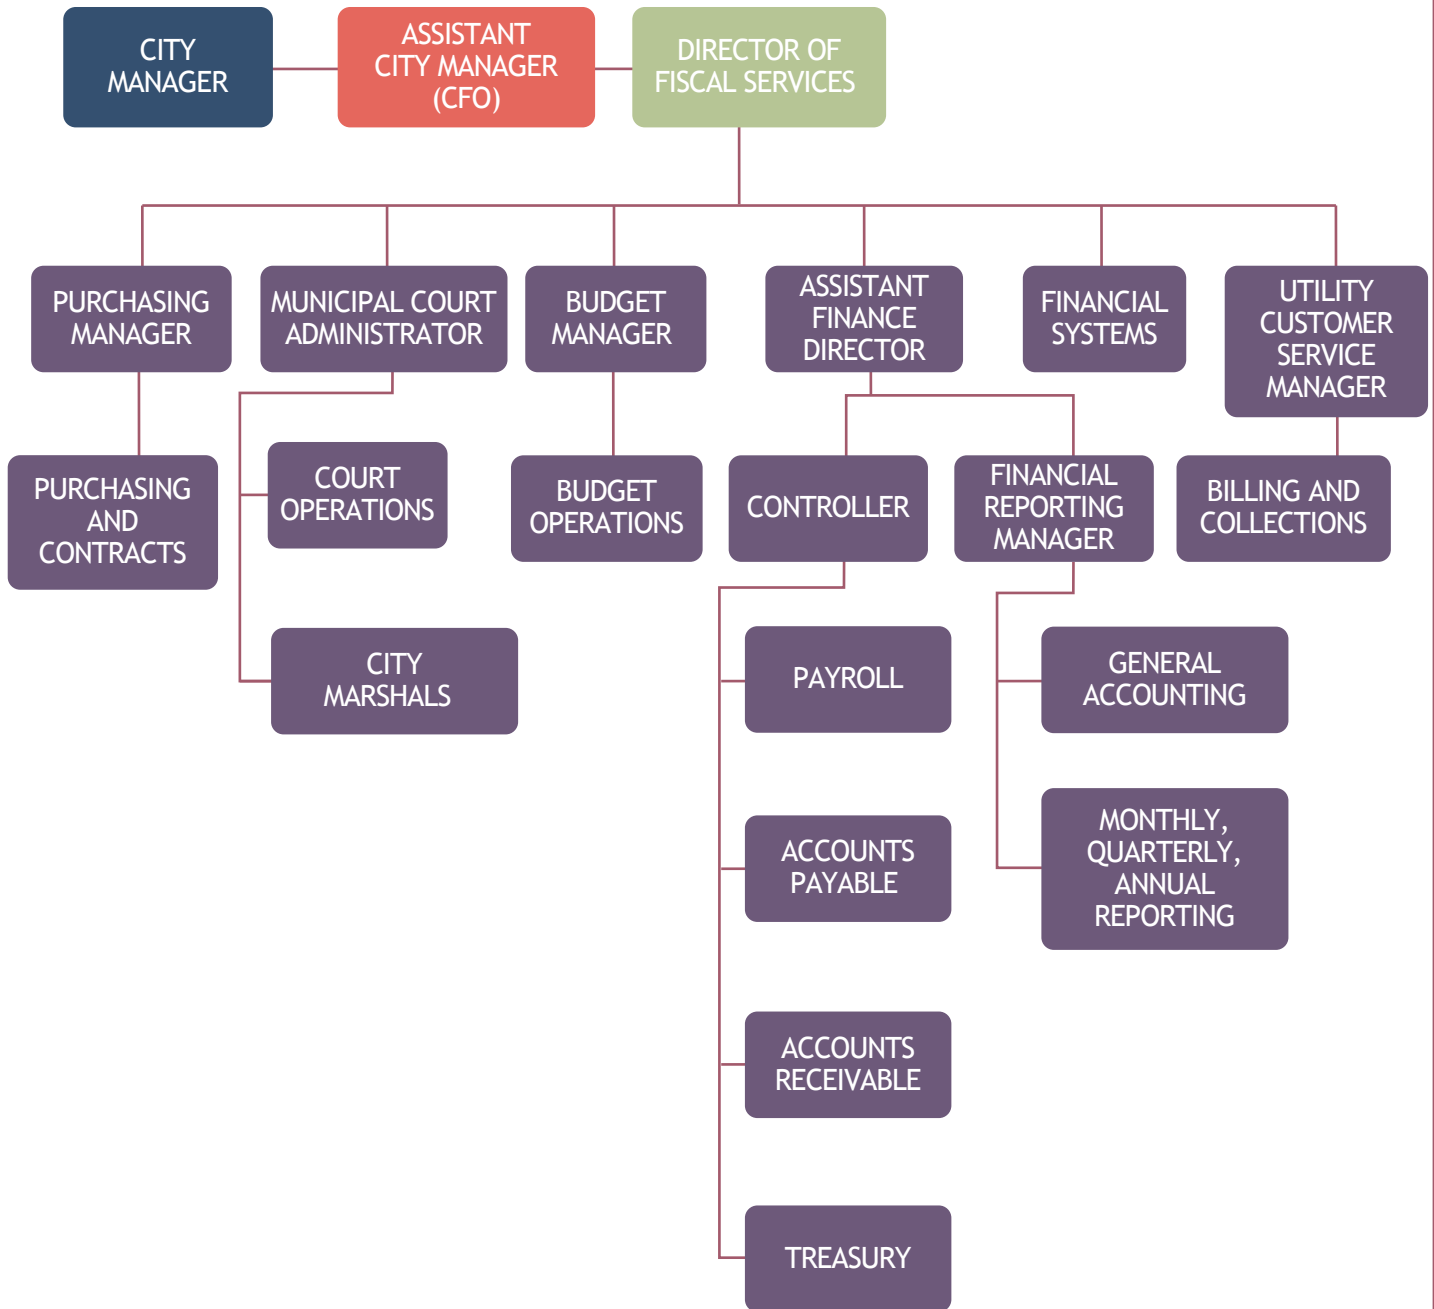 CITY
MANAGER
ASSISTANT
CITY MANAGER
(CFO)
DIRECTOR OF
FISCAL SERVICES
PURCHASING
MANAGER
MUNICIPAL COURT
ADMINISTRATOR
BUDGET
MANAGER
ASSISTANT
FINANCE
DIRECTOR
FINANCIAL
SYSTEMS
UTILITY
CUSTOMER
SERVICE
MANAGER
PURCHASING
AND
CONTRACTS
COURT
OPERATIONS
BUDGET
OPERATIONS
CONTROLLER
FINANCIAL
REPORTING
MANAGER
BILLING AND
COLLECTIONS
CITY
MARSHALS
PAYROLL
GENERAL
ACCOUNTING
ACCOUNTS
PAYABLE
MONTHLY,
QUARTERLY,
ANNUAL
REPORTING
ACCOUNTS
RECEIVABLE
TREASURY